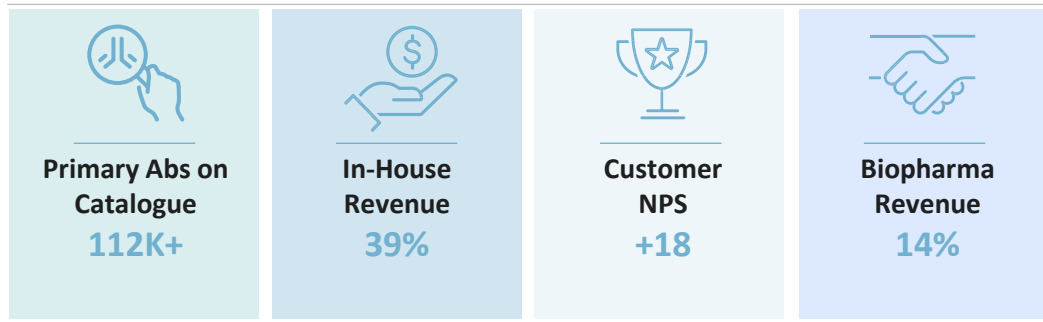 Primary Abs on
Catalogue
112K+
In-House
Revenue
39%
Customer
NPS
+18
Biopharma
Revenue
14%